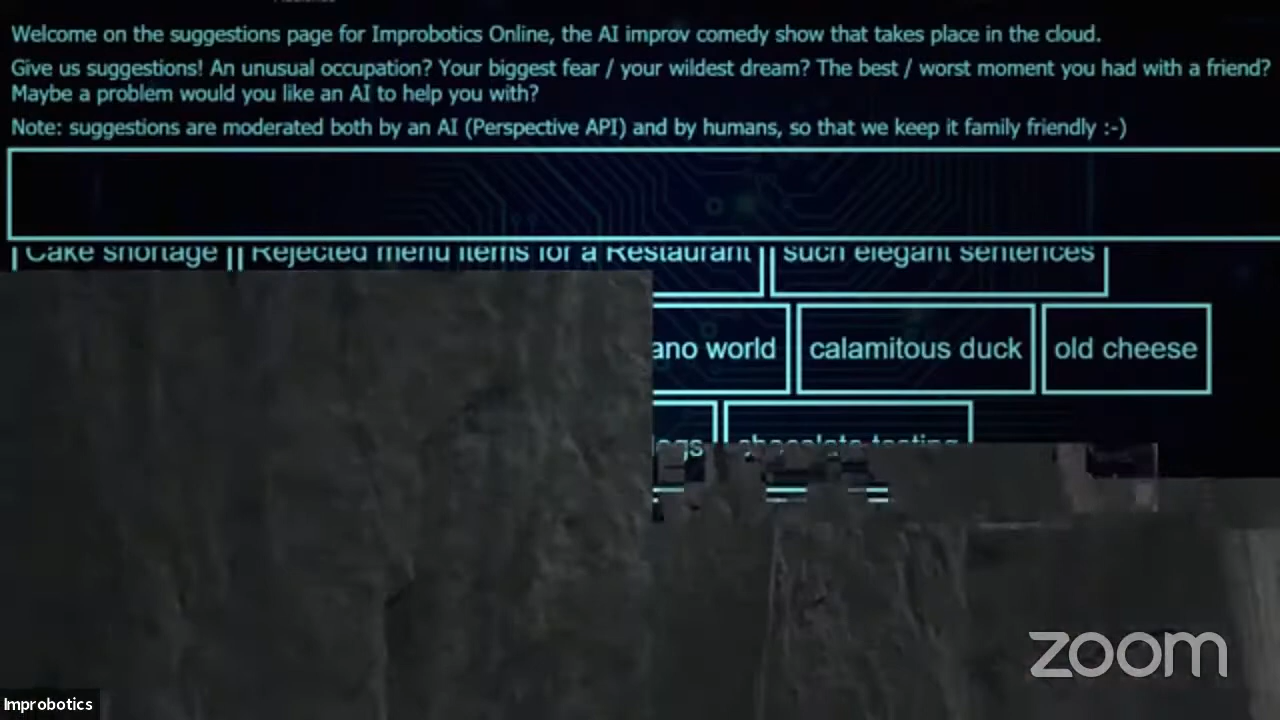 Welcome on the suggestions page for Improbotics Online, the AI improv comedy show that takes place in the cloud.
Give us suggestions! An unusual occupation? Your biggest fear / your wildest dream? The best / worst moment you had with a friend?
Maybe a problem would you like an AI to help you with?
Note: suggestions are moderated both by an AI (Perspective API) and by humans, so that we keep it family friendly :-)
Cake shortage Rejected menu items for a Restaurant such elegant sentences
world calamitous duck old cheese
chocolate tasting
zoom
Improbotics